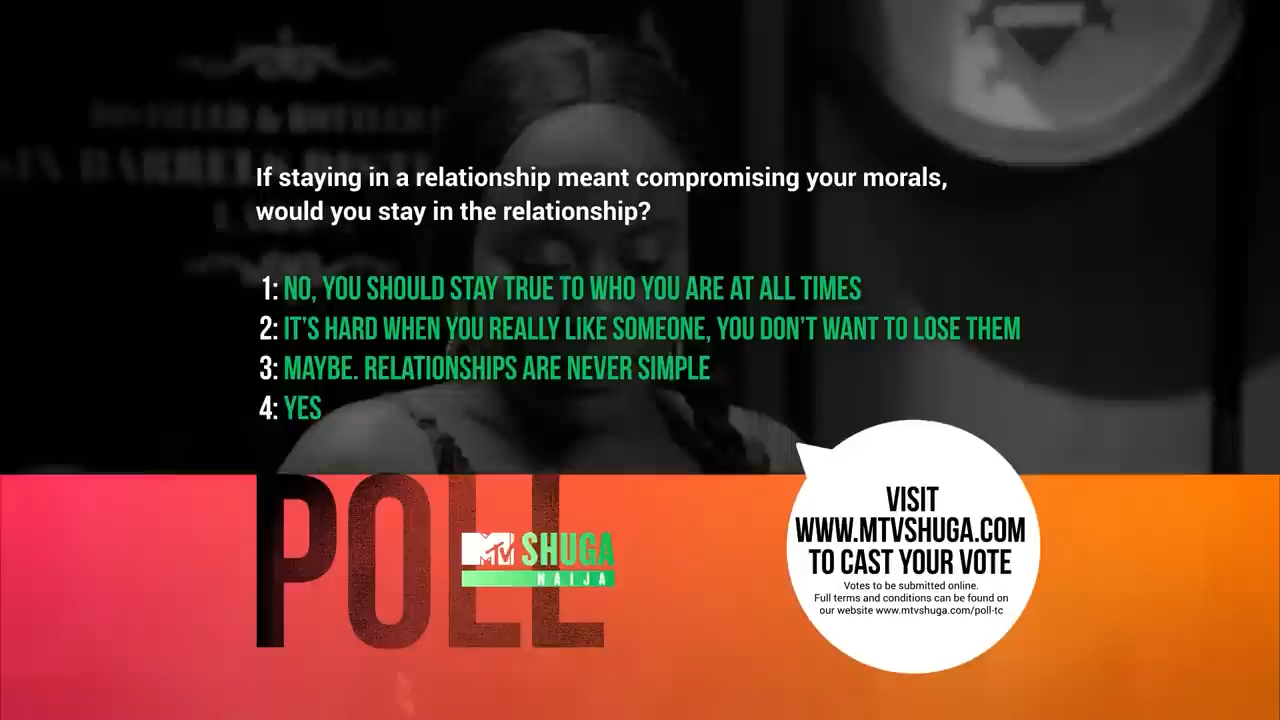 If staying in a relationship meant compromising your morals,
would you stay in the relationship?
1: NO, YOU SHOULD STAY TRUE TO WHO YOU ARE AT ALL TIMES
2: IT'S HARD WHEN YOU REALLY LIKE SOMEONE, YOU DON'T WANT TO LOSE THEM
3: MAYBE. RELATIONSHIPS ARE NEVER SIMPLE
4: YES
POLL
MTV SHUGA
NAIJA
VISIT
WWW.MTVSHUGA.COM
TO CAST YOUR VOTE
Votes to be submitted online.
Full terms and conditions can be found on
our website www.mtvshuga.com/poll-tc